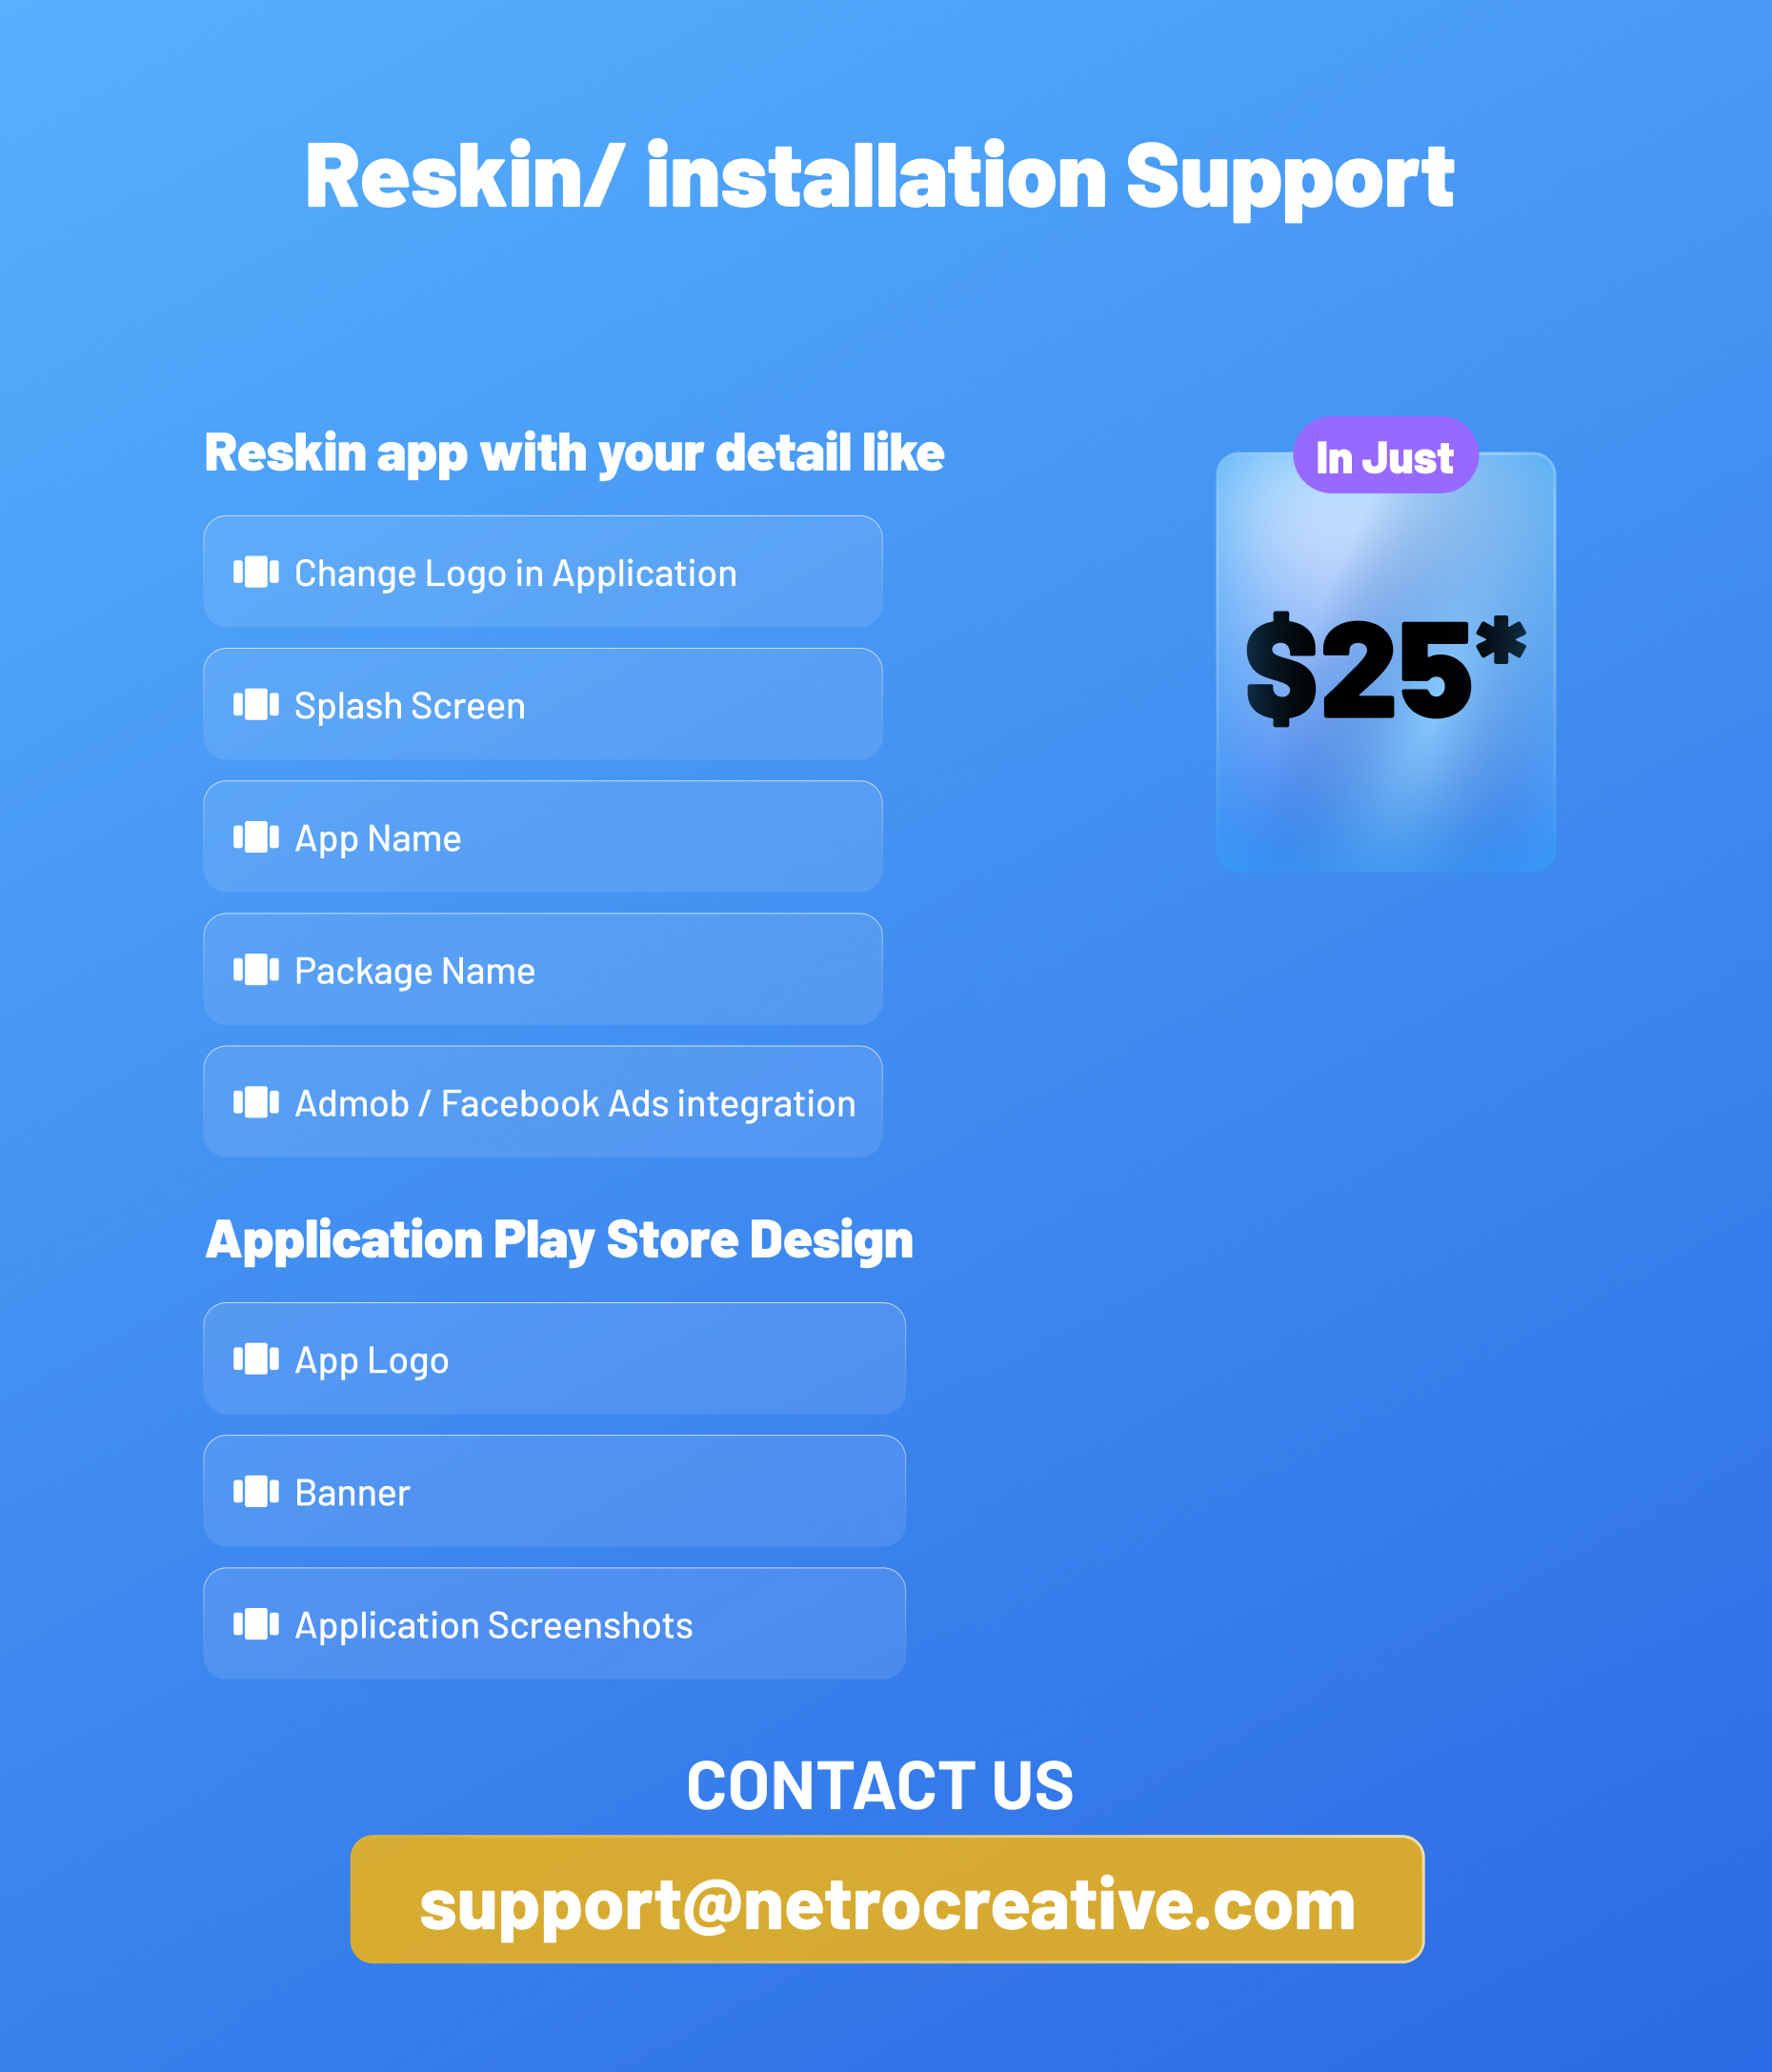 Reskin/ installation Support
Reskin app with your detail like
Change Logo in Application
Splash Screen
App Name
Package Name
Admob / Facebook Ads integration
In Just
$25*
Application Play Store Design
App Logo
Banner
Application Screenshots
CONTACT US
support@netrocreative.com